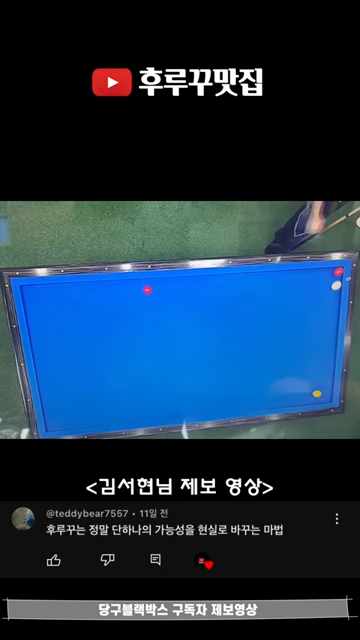 후루꾸맛집
<김서현님 제보 영상>
@teddybear7557 • 11일 전
후루꾸는 정말 단하나의 가능성을 현실로 바꾸는 마법
당구블랙박스 구독자 제보영상